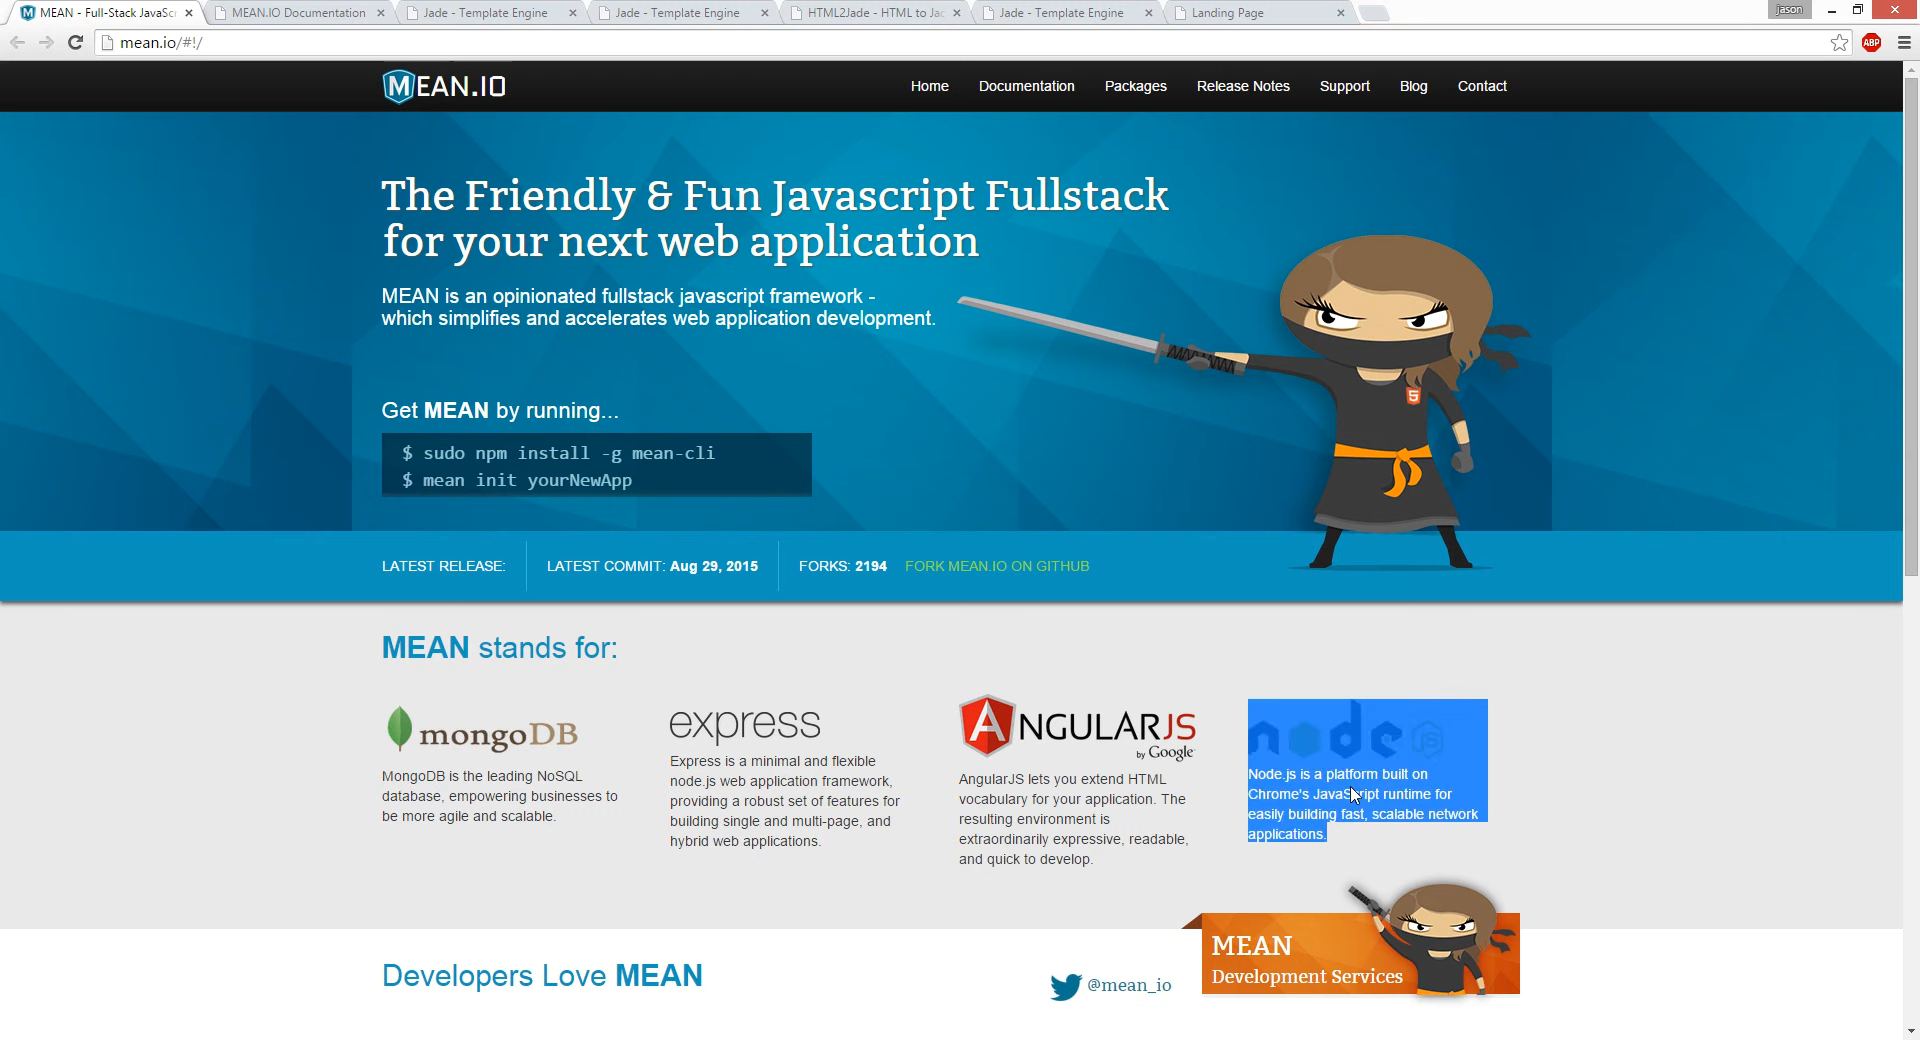 MEAN - Full-Stack JavaScr
MEAN.IO Documentation
Jade - Template Engine
Jade - Template Engine
HTML2Jade - HTML to Jad
Jade - Template Engine
Landing Page
jason
mean.io/#!/
ABP
MEAN.IO
Home
Documentation
Packages
Release Notes
Support
Blog
Contact
The Friendly & Fun Javascript Fullstack
for your next web application
MEAN is an opinionated fullstack javascript framework -
which simplifies and accelerates web application development.
Get MEAN by running...
$ sudo npm install -g mean-cli
$ mean init yourNewApp
5
LATEST RELEASE:
LATEST COMMIT: Aug 29, 2015
FORKS: 2194
FORK MEAN.IO ON GITHUB
MEAN stands for:
mongoDB
MongoDB is the leading NoSQL
database, empowering businesses to
be more agile and scalable.
express
Express is a minimal and flexible
node.js web application framework,
providing a robust set of features for
building single and multi-page, and
hybrid web applications.
ANGULARJS
by Google
AngularJS lets you extend HTML
vocabulary for your application. The
resulting environment is
extraordinarily expressive, readable,
and quick to develop.
node JS
Node.js is a platform built on
Chrome's JavaScript runtime for
easily building fast, scalable network
applications.
MEAN
Development Services
Developers Love MEAN
@mean_io